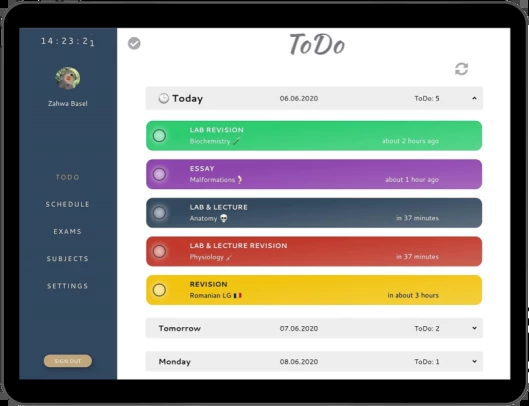 14:23:21
ToDo
Zahwa Basel
TODO
SCHEDULE
EXAMS
SUBJECTS
SETTINGS
SIGN OUT
Today 06.06.2020 ToDo: 5
LAB REVISION
Biochemistry about 2 hours ago
ESSAY
Malformations about 1 hour ago
LAB & LECTURE
Anatomy in 37 minutes
LAB & LECTURE REVISION
Physiology in 37 minutes
REVISION
Romanian LG in about 3 hours
Tomorrow 07.06.2020 ToDo: 2
Monday 08.06.2020 ToDo: 1